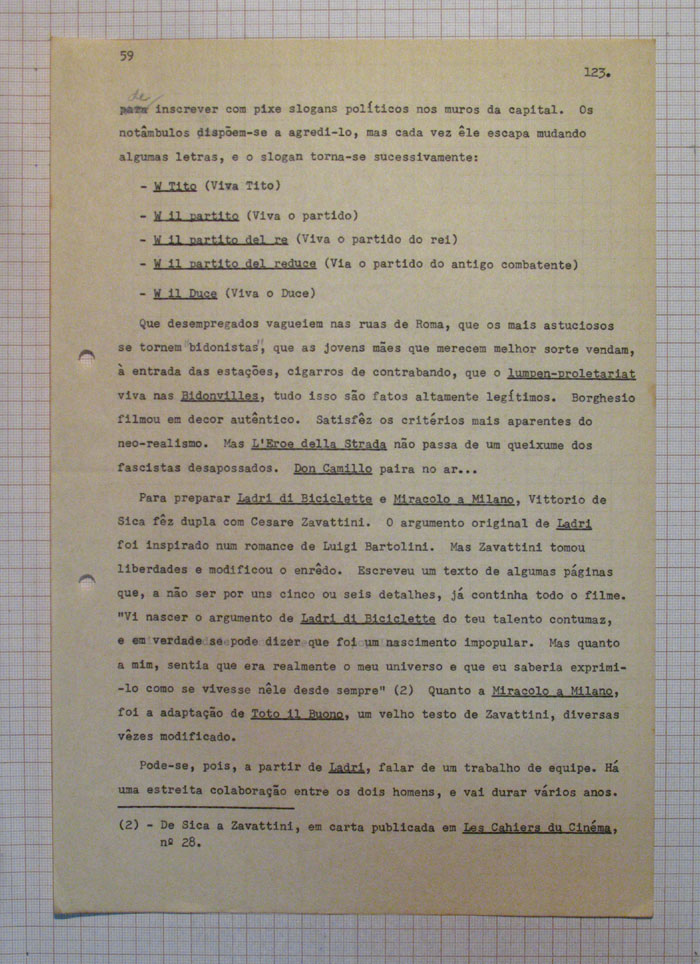 59
123.
de
para inscrever com pixe slogans políticos nos muros da capital. Os
notâmbulos dispõem-se a agredi-lo, mas cada vez êle escapa mudando
algumas letras, e o slogan torna-se sucessivamente:
- W Tito (Viva Tito)
- W il partito (Viva o partido)
- W il partito del re (Viva o partido do rei)
- W il partito del reduce (Via o partido do antigo combatente)
- W il Duce (Viva o Duce)
Que desempregados vagueiem nas ruas de Roma, que os mais astuciosos
se tornem "bidonistas", que as jovens mães que merecem melhor sorte vendam,
à entrada das estações, cigarros de contrabando, que o lumpen-proletariat
viva nas Bidonvilles, tudo isso são fatos altamente legítimos. Borghesio
filmou em decor autêntico. Satisfêz os critérios mais aparentes do
neo-realismo. Mas L'Eroe della Strada não passa de um queixume dos
fascistas desapossados. Don Camillo paira no ar...
Para preparar Ladri di Biciclette e Miracolo a Milano, Vittorio de
Sica fêz dupla com Cesare Zavattini. O argumento original de Ladri
foi inspirado num romance de Luigi Bartolini. Mas Zavattini tomou
liberdades e modificou o enrêdo. Escreveu um texto de algumas páginas
que, a não ser por uns cinco ou seis detalhes, já continha todo o filme.
"Vi nascer o argumento de Ladri di Biciclette do teu talento contumaz,
e em verdade se pode dizer que foi um nascimento impopular. Mas quanto
a mim, sentia que era realmente o meu universo e que eu saberia exprimi-
-lo como se vivesse nêle desde sempre" (2) Quanto a Miracolo a Milano,
foi a adaptação de Toto il Buono, um velho testo de Zavattini, diversas
vêzes modificado.
Pode-se, pois, a partir de Ladri, falar de um trabalho de equipe. Há
uma estreita colaboração entre os dois homens, e vai durar vários anos.
(2) - De Sica a Zavattini, em carta publicada em Les Cahiers du Cinéma,
nº 28.